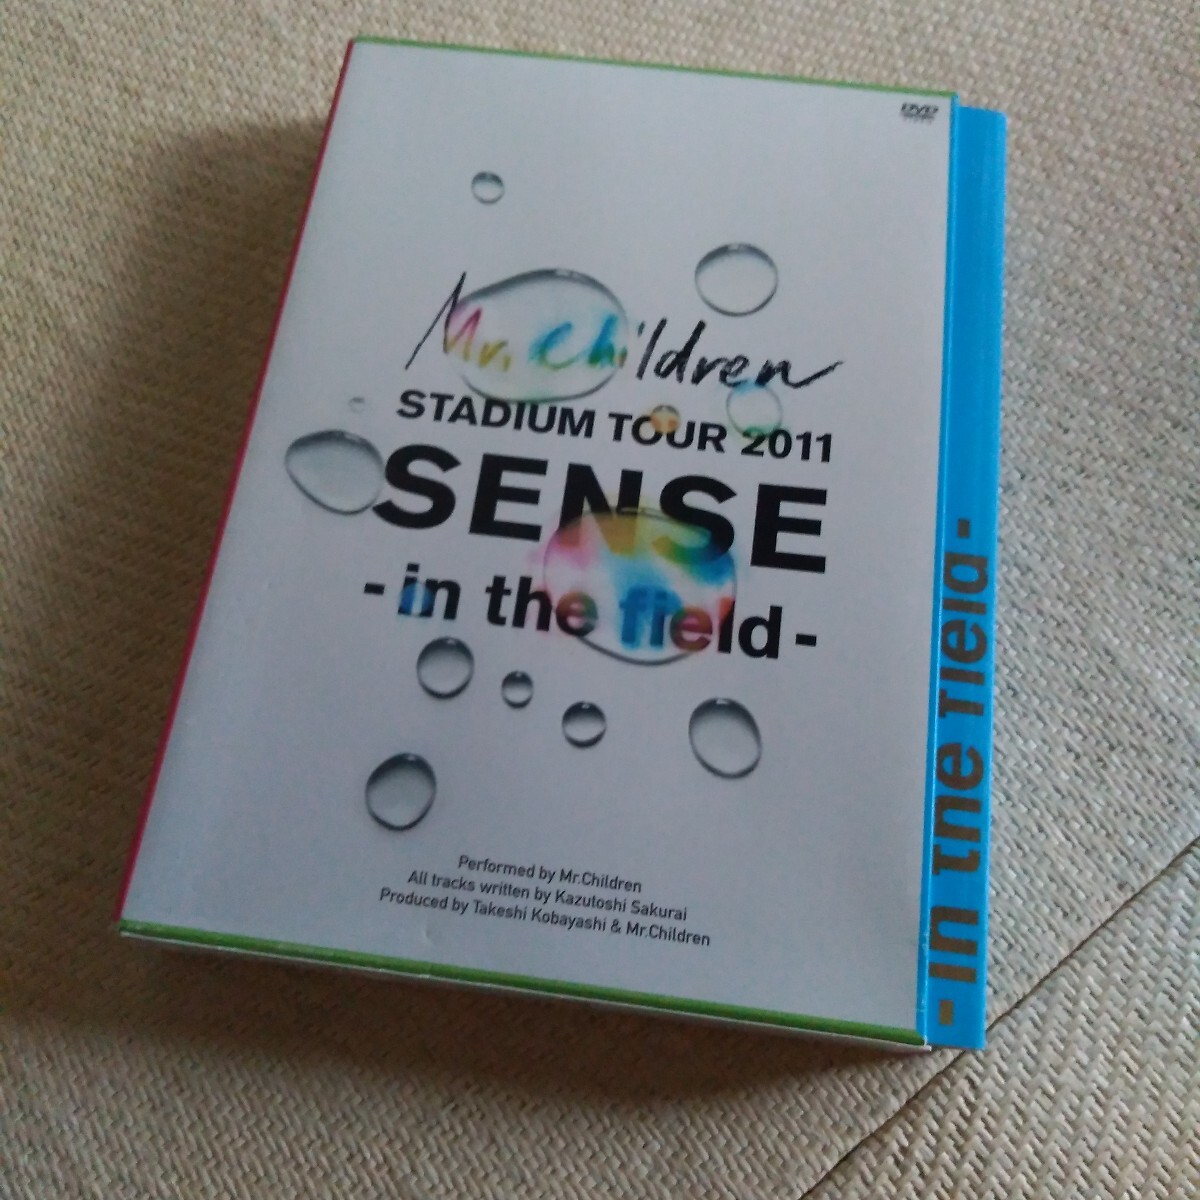 DVD
VIDEO
Mr. Children
STADIUM TOUR 2011
SENSE
- in the field -
Performed by Mr.Children
All tracks written by Kazutoshi Sakurai
Produced by Takeshi Kobayashi & Mr.Children
- in the field -